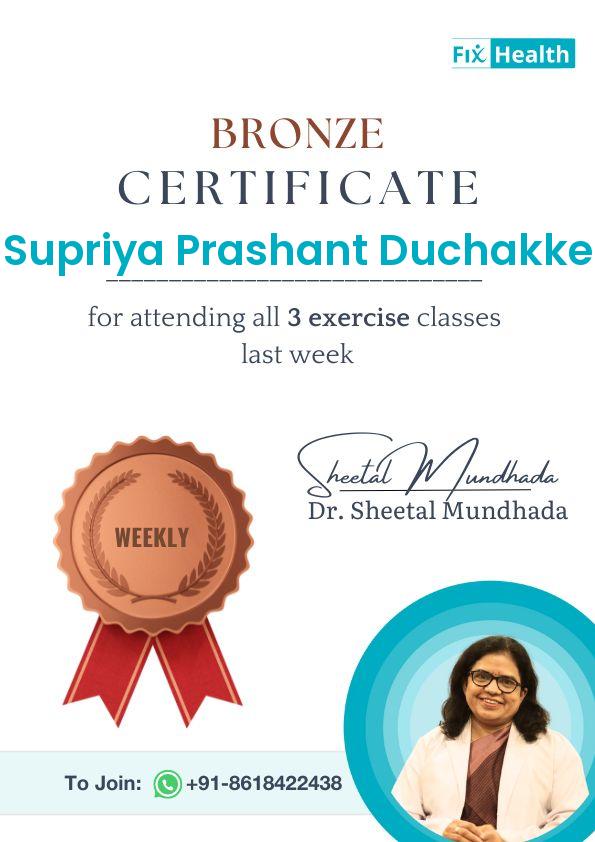 Fix Health
BRONZE
CERTIFICATE
Supriya Prashant Duchakke
for attending all 3 exercise classes
last week
WEEKLY
Sheetal Mundhada
Dr. Sheetal Mundhada
To Join: +91-8618422438